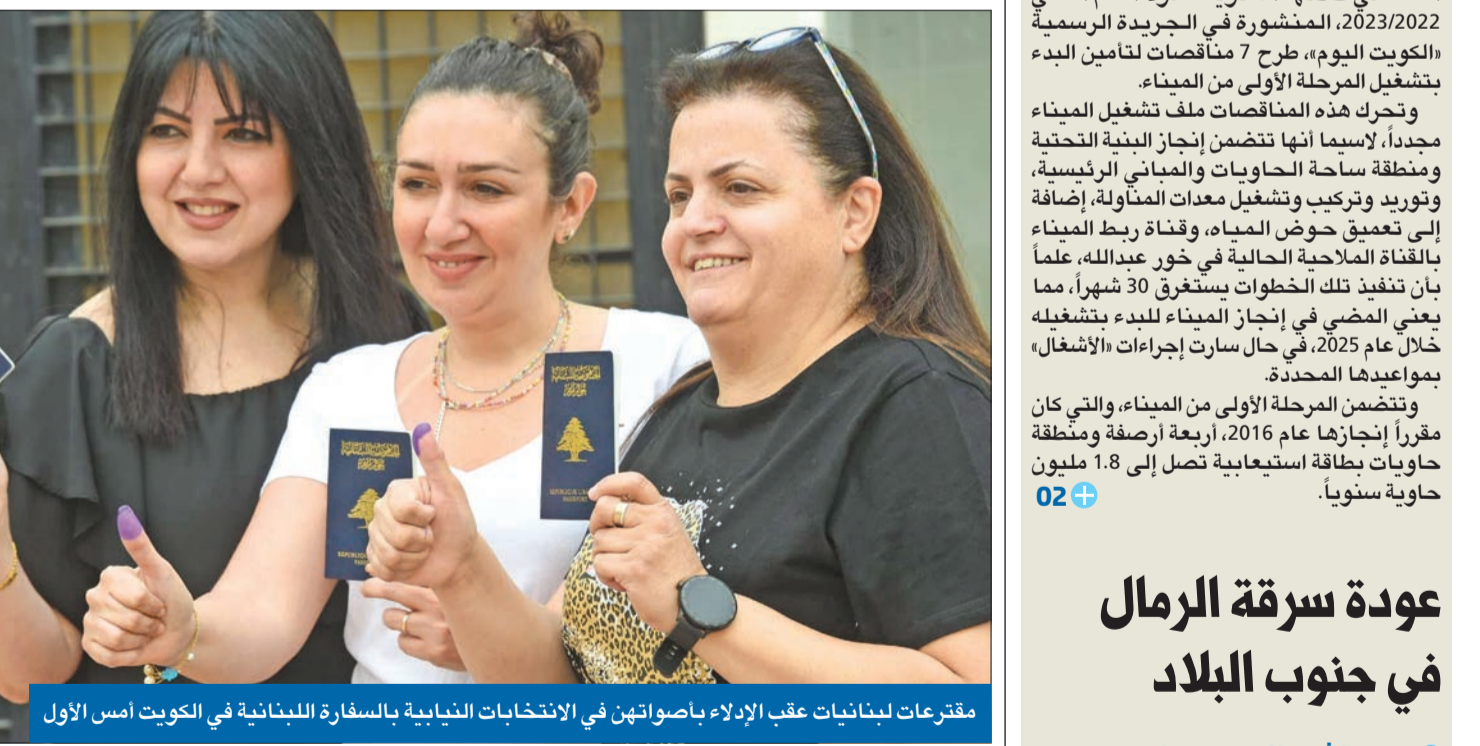 2023/2022، المنشورة في الجريدة الرسمية
«الكويت اليوم»، طرح 7 مناقصات لتأمين البدء
بتشغيل المرحلة الأولى من الميناء.
وتحرك هذه المناقصات ملف تشغيل الميناء
مجدداً، لاسيما أنها تتضمن إنجاز البنية التحتية
ومنطقة ساحة الحاويات والمباني الرئيسية،
وتوريد وتركيب وتشغيل معدات المناولة، إضافة
إلى تعميق حوض المياه، وقناة ربط الميناء
بالقناة الملاحية الحالية في خور عبدالله، علماً
بأن تنفيذ تلك الخطوات يستغرق 30 شهراً، مما
يعني المضي في إنجاز الميناء للبدء بتشغيله
خلال عام 2025، في حال سارت إجراءات «الأشغال»
بمواعيدها المحددة.
وتتضمن المرحلة الأولى من الميناء، والتي كان
مقرراً إنجازها عام 2016، أربعة أرصفة ومنطقة
حاويات بطاقة استيعابية تصل إلى 1.8 مليون
حاوية سنوياً.
02
عودة سرقة الرمال
في جنوب البلاد
مقترعات لبنانيات عقب الإدلاء بأصواتهن في الانتخابات النيابية بالسفارة اللبنانية في الكويت أمس الأول